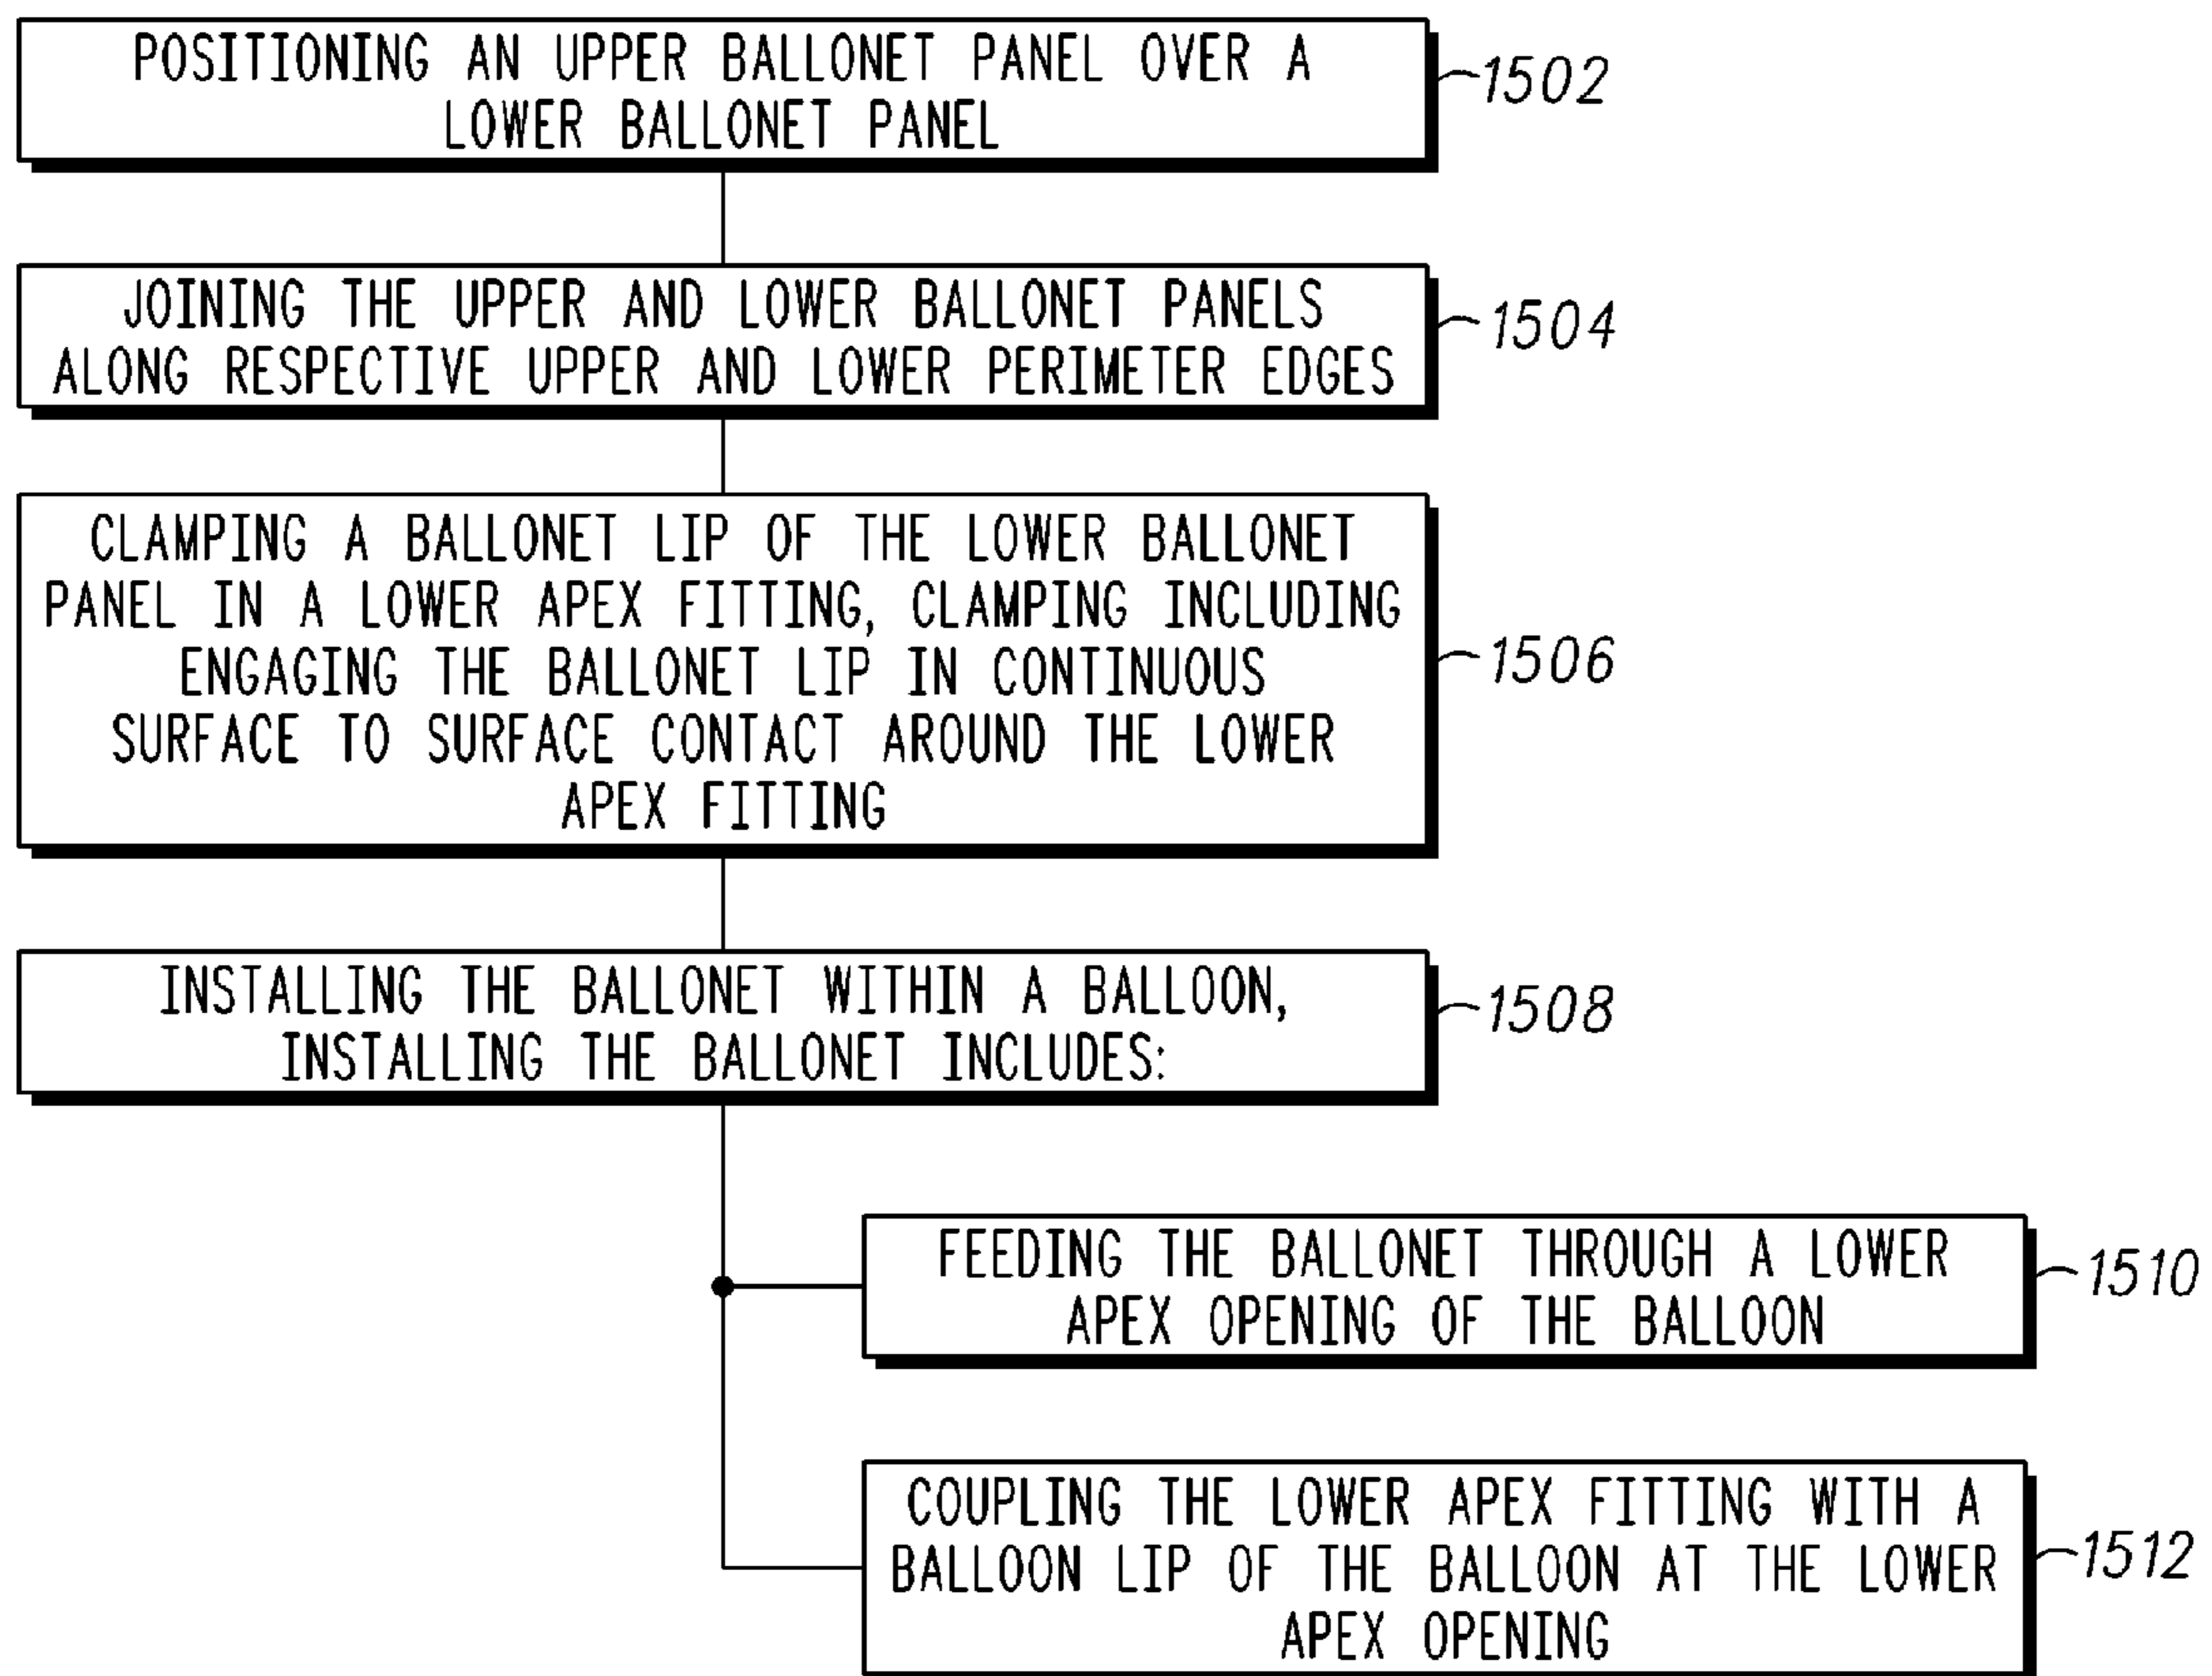 POSITIONING AN UPPER BALLONET PANEL OVER A
LOWER BALLONET PANEL
1502
JOINING THE UPPER AND LOWER BALLONET PANELS
ALONG RESPECTIVE UPPER AND LOWER PERIMETER EDGES
1504
CLAMPING A BALLONET LIP OF THE LOWER BALLONET
PANEL IN A LOWER APEX FITTING, CLAMPING INCLUDING
ENGAGING THE BALLONET LIP IN CONTINUOUS
SURFACE TO SURFACE CONTACT AROUND THE LOWER
APEX FITTING
1506
INSTALLING THE BALLONET WITHIN A BALLOON,
INSTALLING THE BALLONET INCLUDES:
1508
FEEDING THE BALLONET THROUGH A LOWER
APEX OPENING OF THE BALLOON
1510
COUPLING THE LOWER APEX FITTING WITH A
BALLOON LIP OF THE BALLOON AT THE LOWER
APEX OPENING
1512